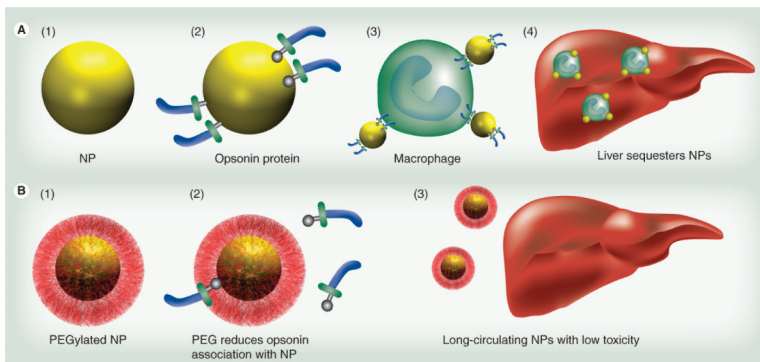 A
(1)
(2)
(3)
(4)
NP
Opsonin protein
Macrophage
Liver sequesters NPs
B
(1)
(2)
(3)
PEGylated NP
PEG reduces opsonin
association with NP
Long-circulating NPs with low toxicity